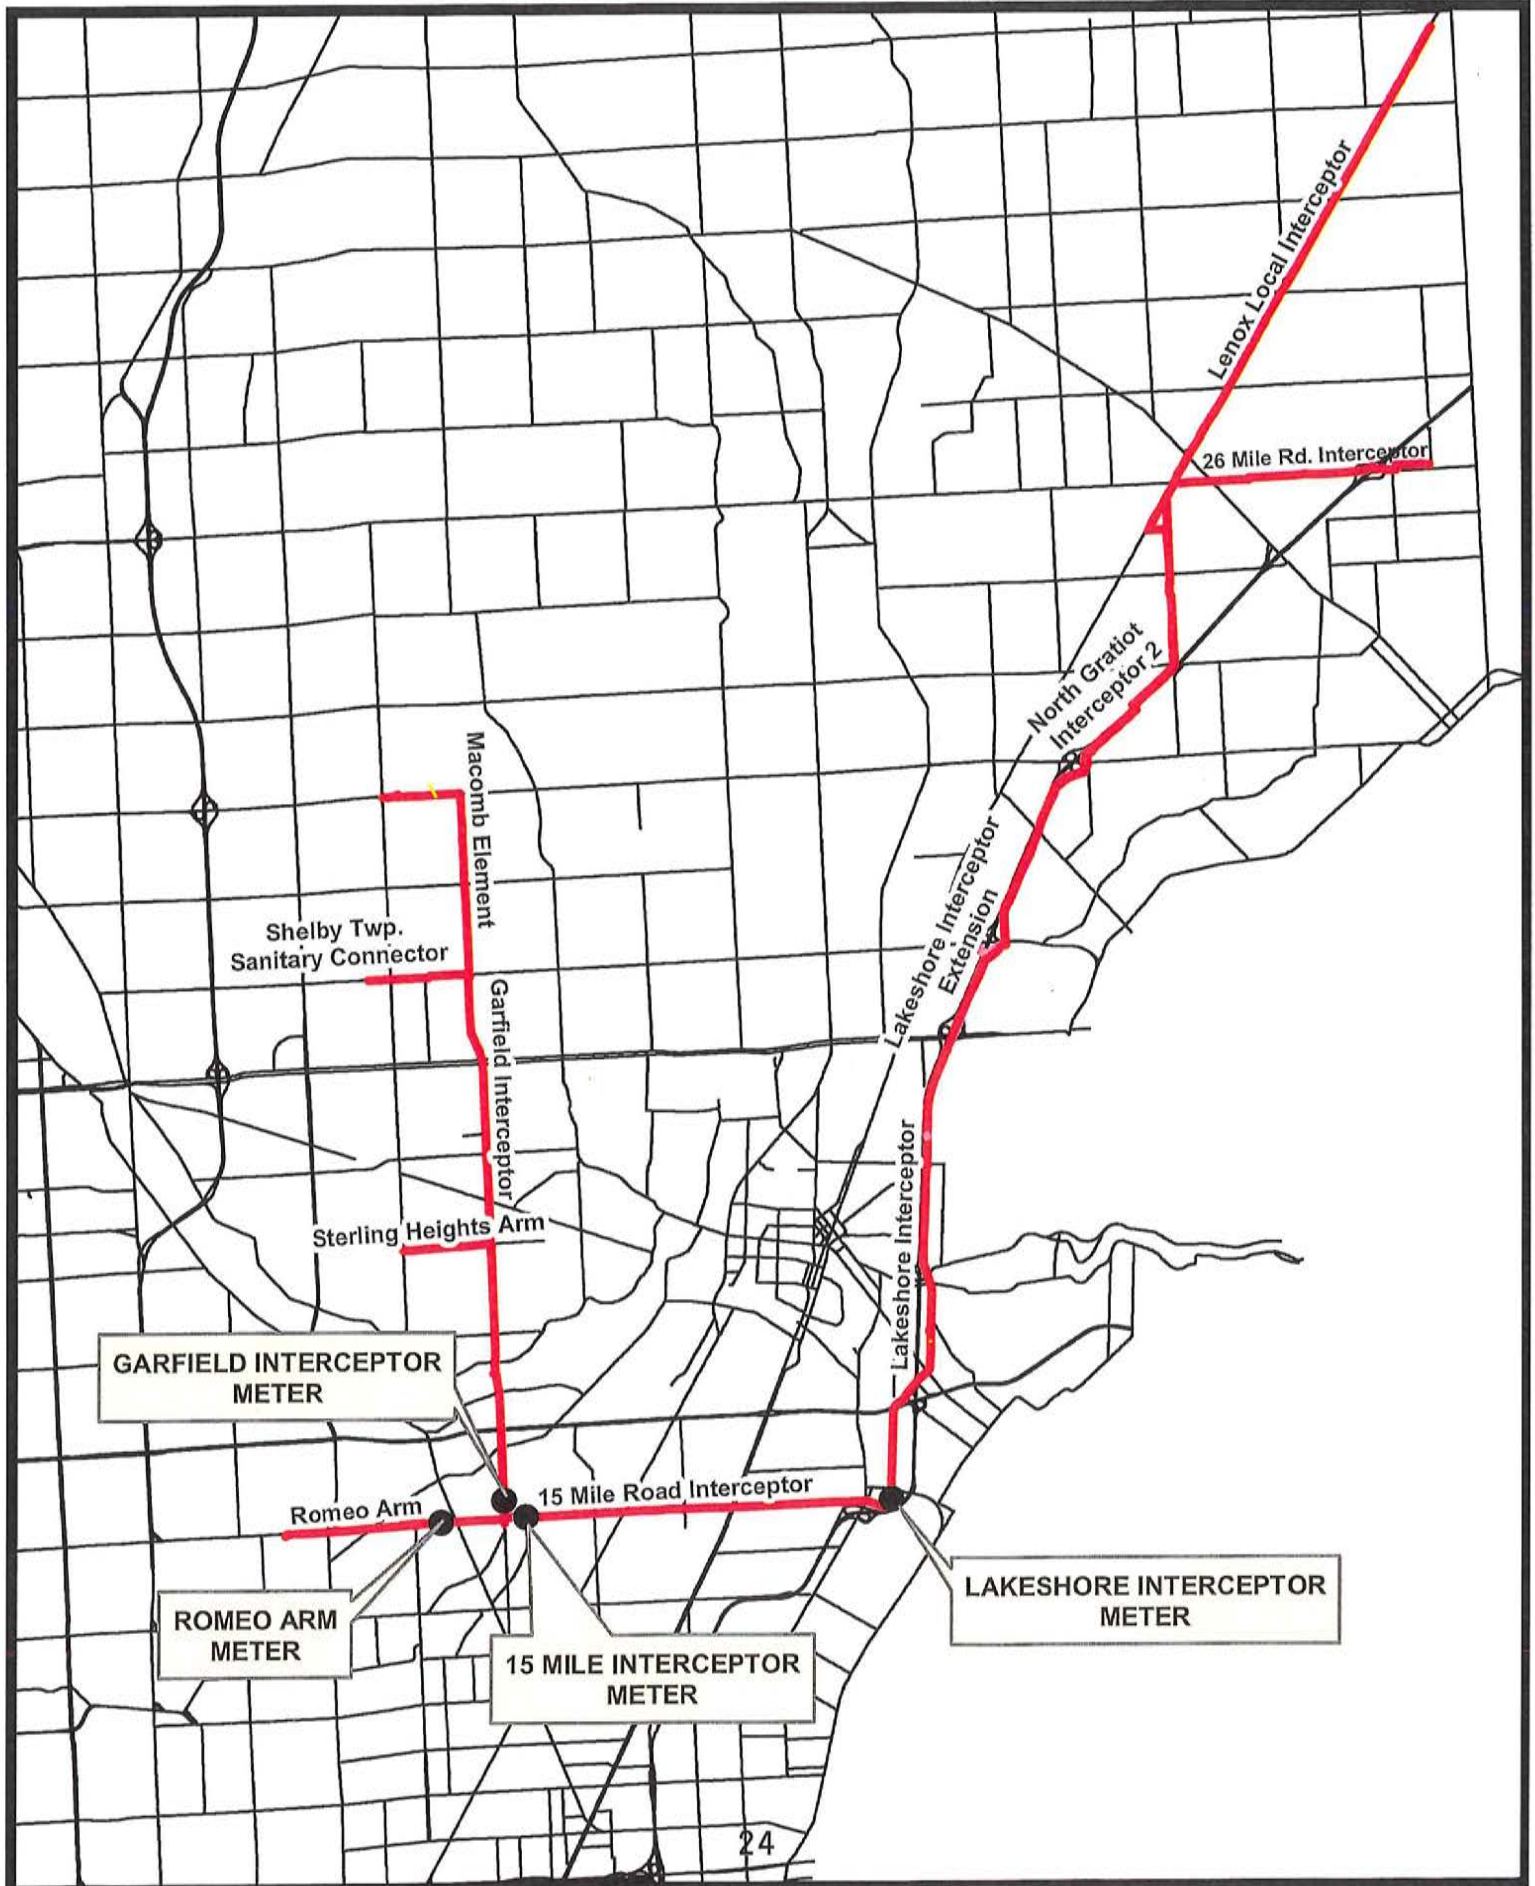 Lenox Local Interceptor
26 Mile Rd. Interceptor
North Gratiot
Interceptor 2
Macomb Element
Lakeshore Interceptor
Extension
Shelby Twp.
Sanitary Connector
Garfield Interceptor
Lakeshore Interceptor
Sterling Heights Arm
GARFIELD INTERCEPTOR
METER
15 Mile Road Interceptor
Romeo Arm
LAKESHORE INTERCEPTOR
METER
ROMEO ARM
METER
15 MILE INTERCEPTOR
METER
24